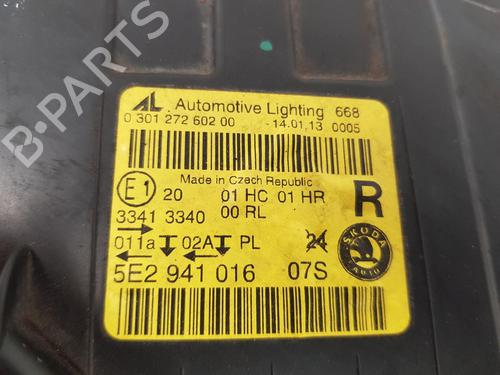 AL Automotive Lighting 668
0 301 272 602 00 - 14.01.13 0005
Made in Czech Republic
E1 20 01 HC 01 HR R
3341 3340 00 RL
011a 02A PL 24
5E2 941 016 07S
SKODA
AUTO
B-PARTS